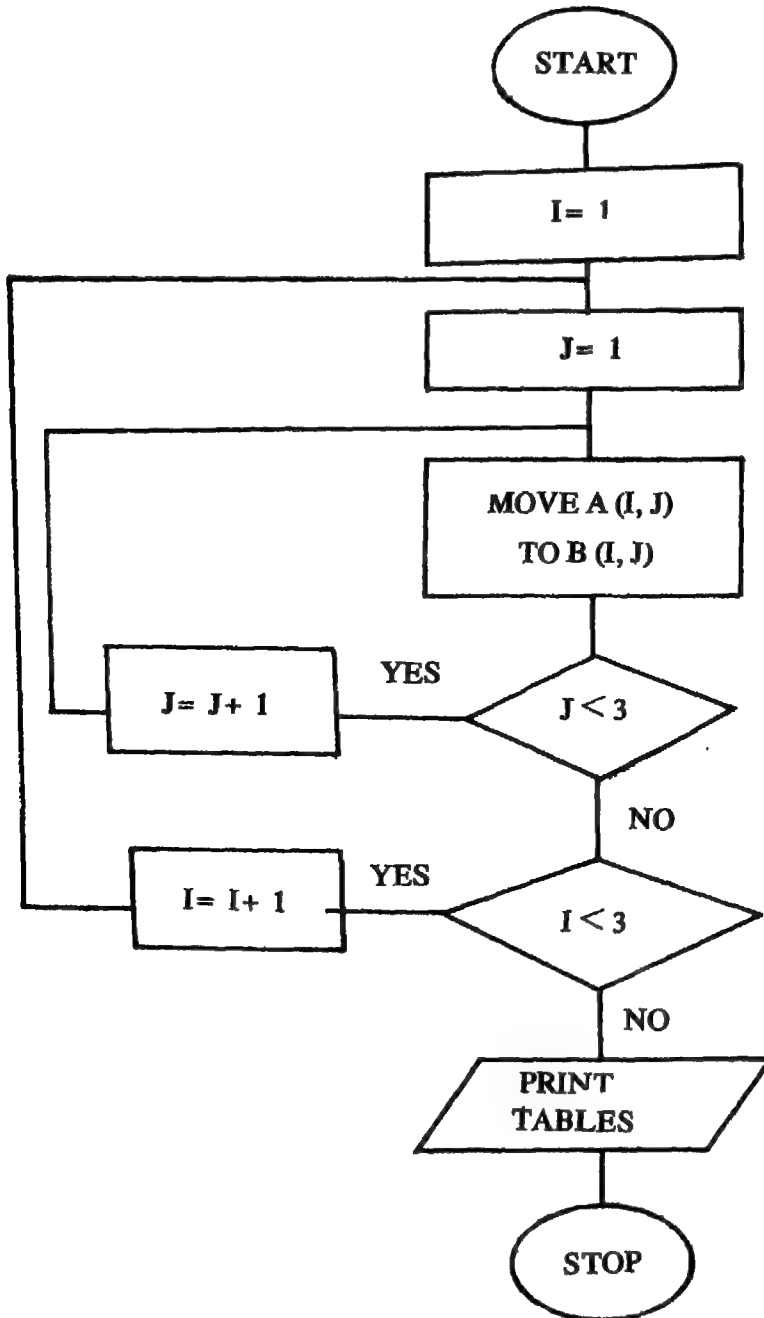 START
I= 1
J= 1
MOVE A (I, J)
TO B (I, J)
YES
J= J+ 1
J < 3
NO
YES
I= I+ 1
I < 3
NO
PRINT
TABLES
STOP